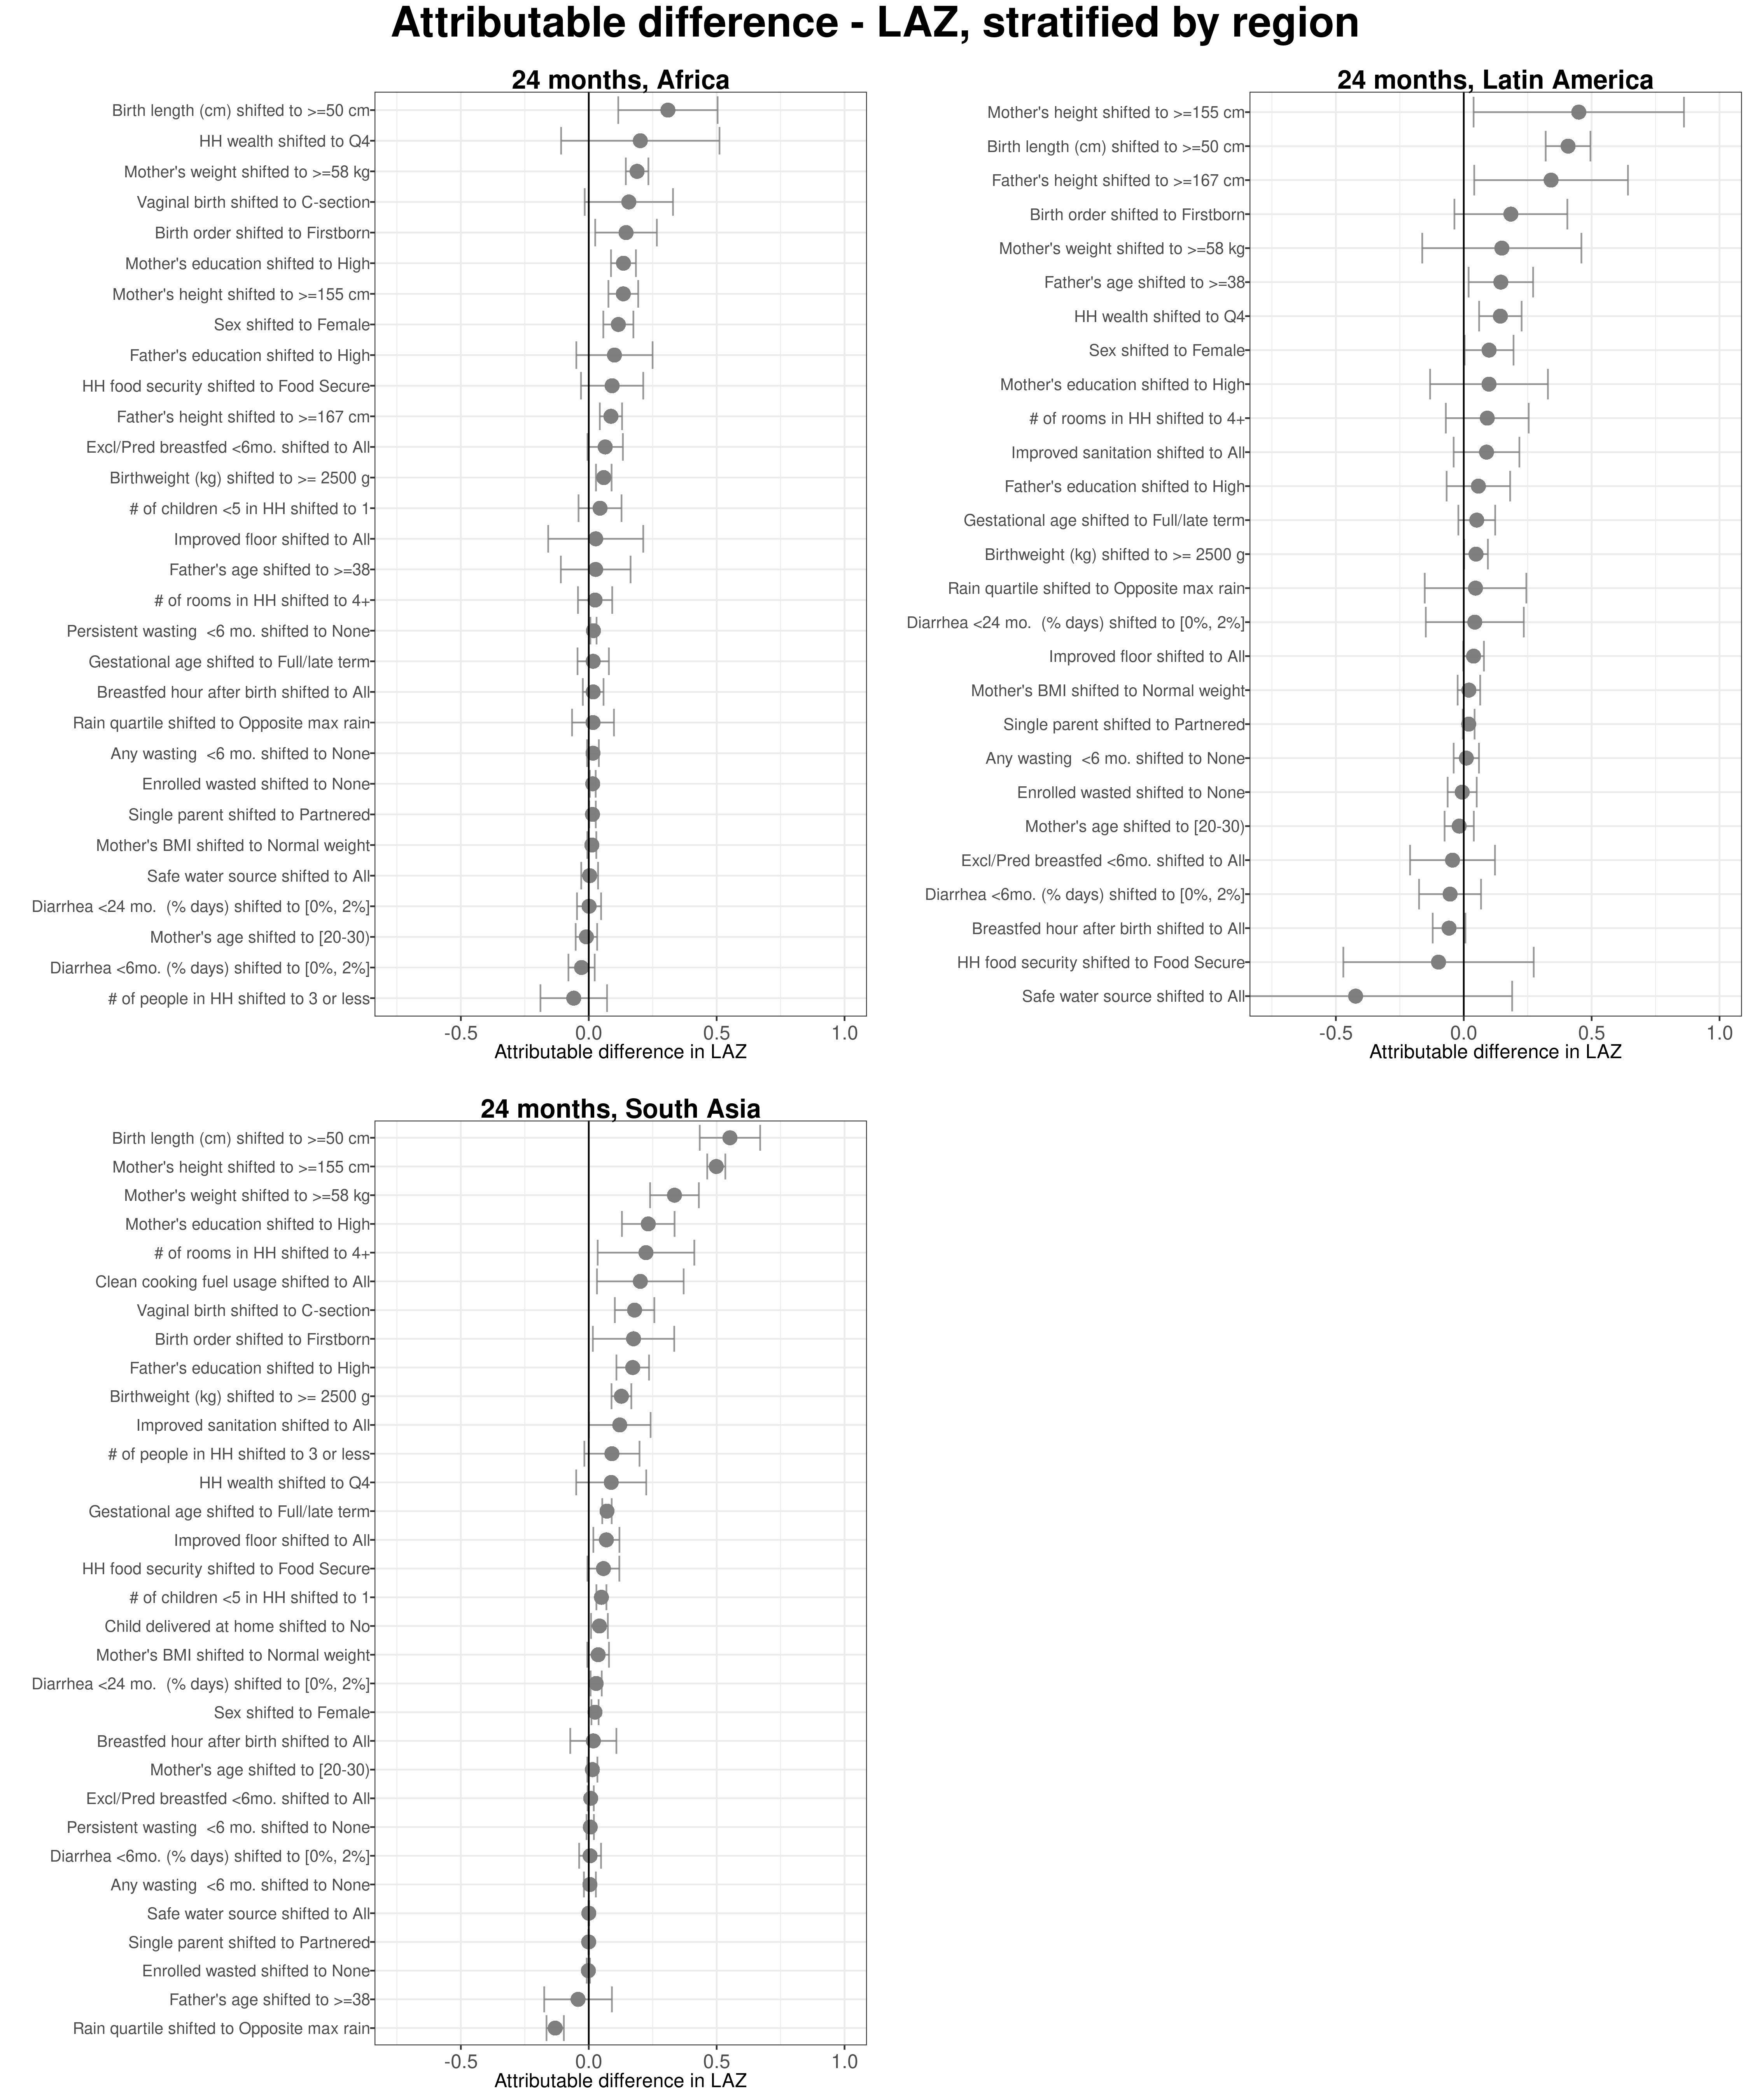 Attributable difference - LAZ, stratified by region
24 months, Africa
Birth length (cm) shifted to >=50 cm
HH wealth shifted to Q4
Mother's weight shifted to >=58 kg
Vaginal birth shifted to C-section
Birth order shifted to Firstborn
Mother's education shifted to High
Mother's height shifted to >=155 cm
Sex shifted to Female
Father's education shifted to High
HH food security shifted to Food Secure
Father's height shifted to >=167 cm
Excl/Pred breastfed <6mo. shifted to All
Birthweight (kg) shifted to >= 2500 g
# of children <5 in HH shifted to 1
Improved floor shifted to All
Father's age shifted to >=38
# of rooms in HH shifted to 4+
Persistent wasting  <6 mo. shifted to None
Gestational age shifted to Full/late term
Breastfed hour after birth shifted to All
Rain quartile shifted to Opposite max rain
Any wasting  <6 mo. shifted to None
Enrolled wasted shifted to None
Single parent shifted to Partnered
Mother's BMI shifted to Normal weight
Safe water source shifted to All
Diarrhea <24 mo.  (% days) shifted to [0%, 2%]
Mother's age shifted to [20-30)
Diarrhea <6mo. (% days) shifted to [0%, 2%]
# of people in HH shifted to 3 or less
-0.5 0.0 0.5 1.0
Attributable difference in LAZ
24 months, Latin America
Mother's height shifted to >=155 cm
Birth length (cm) shifted to >=50 cm
Father's height shifted to >=167 cm
Birth order shifted to Firstborn
Mother's weight shifted to >=58 kg
Father's age shifted to >=38
HH wealth shifted to Q4
Sex shifted to Female
Mother's education shifted to High
# of rooms in HH shifted to 4+
Improved sanitation shifted to All
Father's education shifted to High
Gestational age shifted to Full/late term
Birthweight (kg) shifted to >= 2500 g
Rain quartile shifted to Opposite max rain
Diarrhea <24 mo.  (% days) shifted to [0%, 2%]
Improved floor shifted to All
Mother's BMI shifted to Normal weight
Single parent shifted to Partnered
Any wasting  <6 mo. shifted to None
Enrolled wasted shifted to None
Mother's age shifted to [20-30)
Excl/Pred breastfed <6mo. shifted to All
Diarrhea <6mo. (% days) shifted to [0%, 2%]
Breastfed hour after birth shifted to All
HH food security shifted to Food Secure
Safe water source shifted to All
-0.5 0.0 0.5 1.0
Attributable difference in LAZ
24 months, South Asia
Birth length (cm) shifted to >=50 cm
Mother's height shifted to >=155 cm
Mother's weight shifted to >=58 kg
Mother's education shifted to High
# of rooms in HH shifted to 4+
Clean cooking fuel usage shifted to All
Vaginal birth shifted to C-section
Birth order shifted to Firstborn
Father's education shifted to High
Birthweight (kg) shifted to >= 2500 g
Improved sanitation shifted to All
# of people in HH shifted to 3 or less
HH wealth shifted to Q4
Gestational age shifted to Full/late term
Improved floor shifted to All
HH food security shifted to Food Secure
# of children <5 in HH shifted to 1
Child delivered at home shifted to No
Mother's BMI shifted to Normal weight
Diarrhea <24 mo.  (% days) shifted to [0%, 2%]
Sex shifted to Female
Breastfed hour after birth shifted to All
Mother's age shifted to [20-30)
Excl/Pred breastfed <6mo. shifted to All
Persistent wasting  <6 mo. shifted to None
Diarrhea <6mo. (% days) shifted to [0%, 2%]
Any wasting  <6 mo. shifted to None
Safe water source shifted to All
Single parent shifted to Partnered
Enrolled wasted shifted to None
Father's age shifted to >=38
Rain quartile shifted to Opposite max rain
-0.5 0.0 0.5 1.0
Attributable difference in LAZ